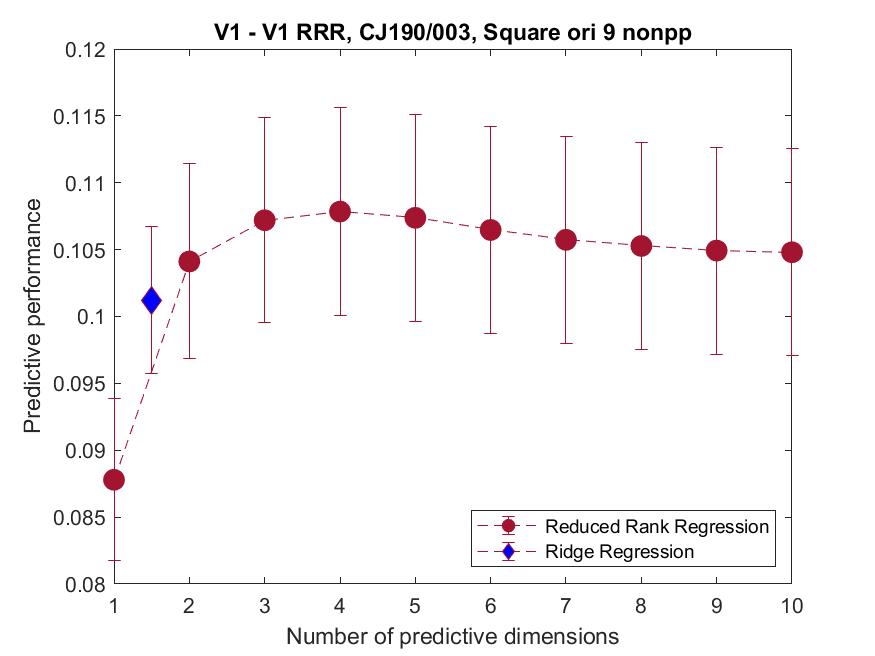 V1 - V1 RRR, CJ190/003, Square ori 9 nonpp
0.12
0.115
0.11
0.105
0.1
0.095
0.09
0.085
0.08
Predictive performance
1 2 3 4 5 6 7 8 9 10
Number of predictive dimensions
Reduced Rank Regression
Ridge Regression